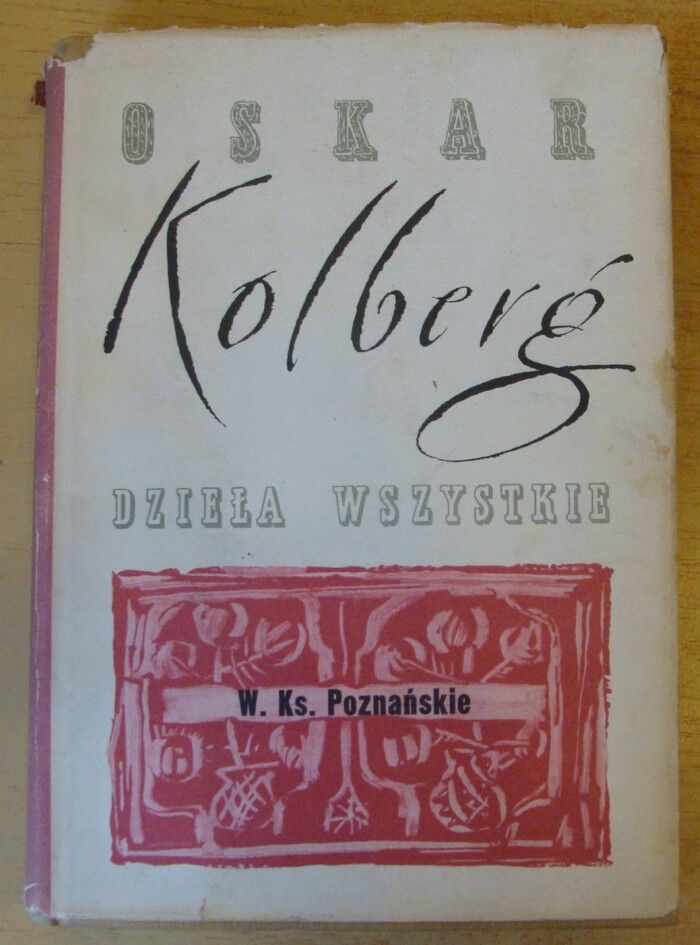 OSKAR
Kolberg
DZIEŁA WSZYSTKIE
W. Ks. Poznańskie